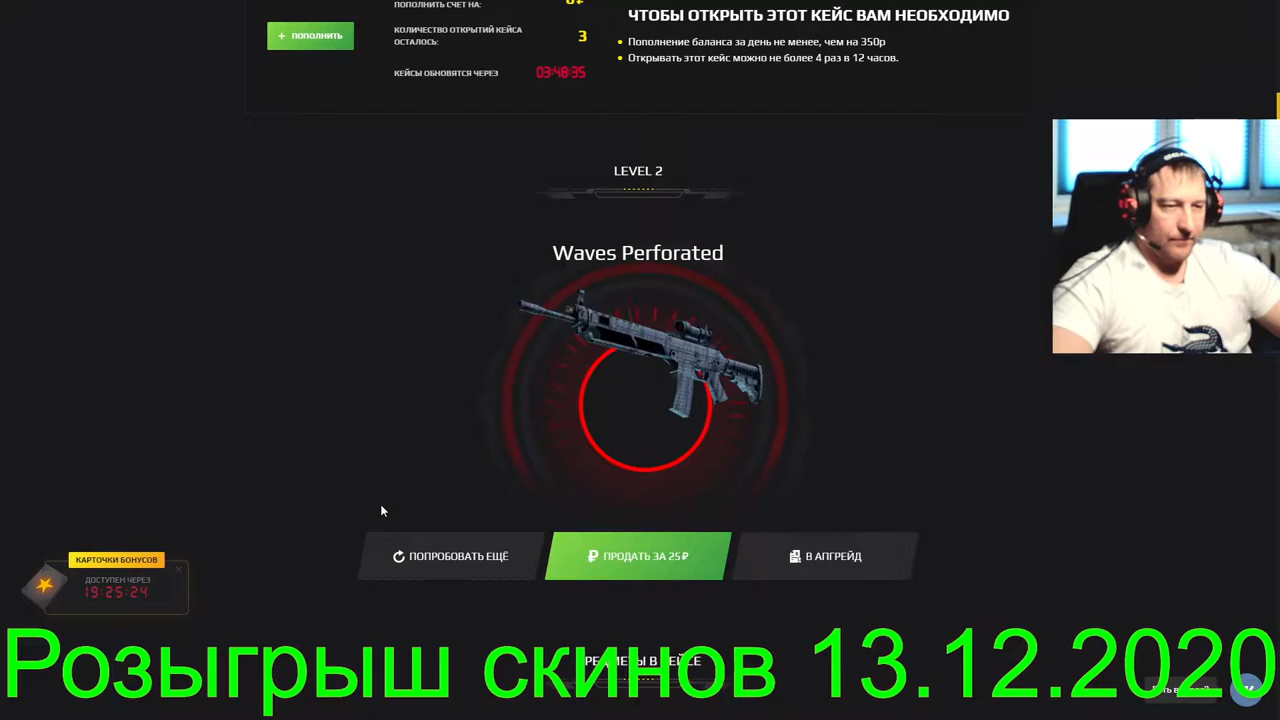 ПОПОЛНИТЬ СЧЕТ НА:
ЧТОБЫ ОТКРЫТЬ ЭТОТ КЕЙС ВАМ НЕОБХОДИМО
+ ПОПОЛНИТЬ
КОЛИЧЕСТВО ОТКРЫТИЙ КЕЙСА
ОСТАЛОСЬ:
3
Пополнение баланса за день не менее, чем на 350р
Открывать этот кейс можно не более 4 раз в 12 часов.
КЕЙСЫ ОБНОВЯТСЯ ЧЕРЕЗ 03:48:35
LEVEL 2
Waves Perforated
ПОПРОБОВАТЬ ЕЩЁ
₽ ПРОДАТЬ ЗА 25₽
В АПГРЕЙД
КАРТОЧКИ БОНУСОВ
ДОСТУПЕН ЧЕРЕЗ
19:25:24
Розыгрыш скинов 13.12.2020